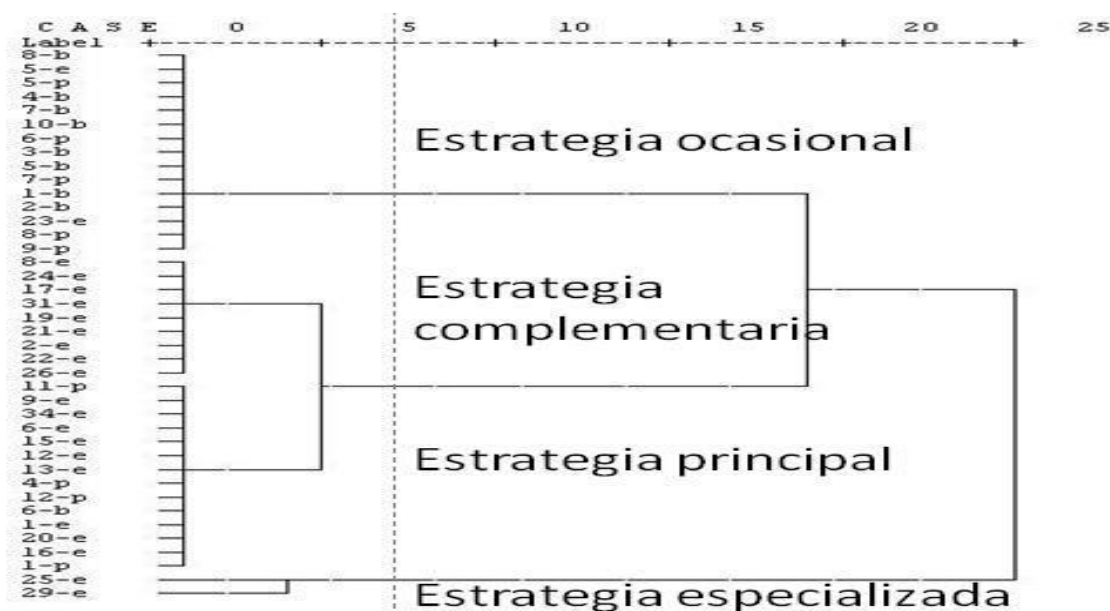 C A S E 0 5 10 15 20 25
Label
8-b
5-e
5-p
4-b
7-b
10-b
6-p
3-b
5-b
7-p
1-b
2-b
23-e
8-p
9-p
8-e
24-e
17-e
31-e
19-e
21-e
2-e
22-e
26-e
11-p
9-e
34-e
6-e
15-e
12-e
13-e
4-p
12-p
6-b
1-e
20-e
16-e
1-p
25-e
29-e
Estrategia ocasional
Estrategia
complementaria
Estrategia principal
Estrategia especializada